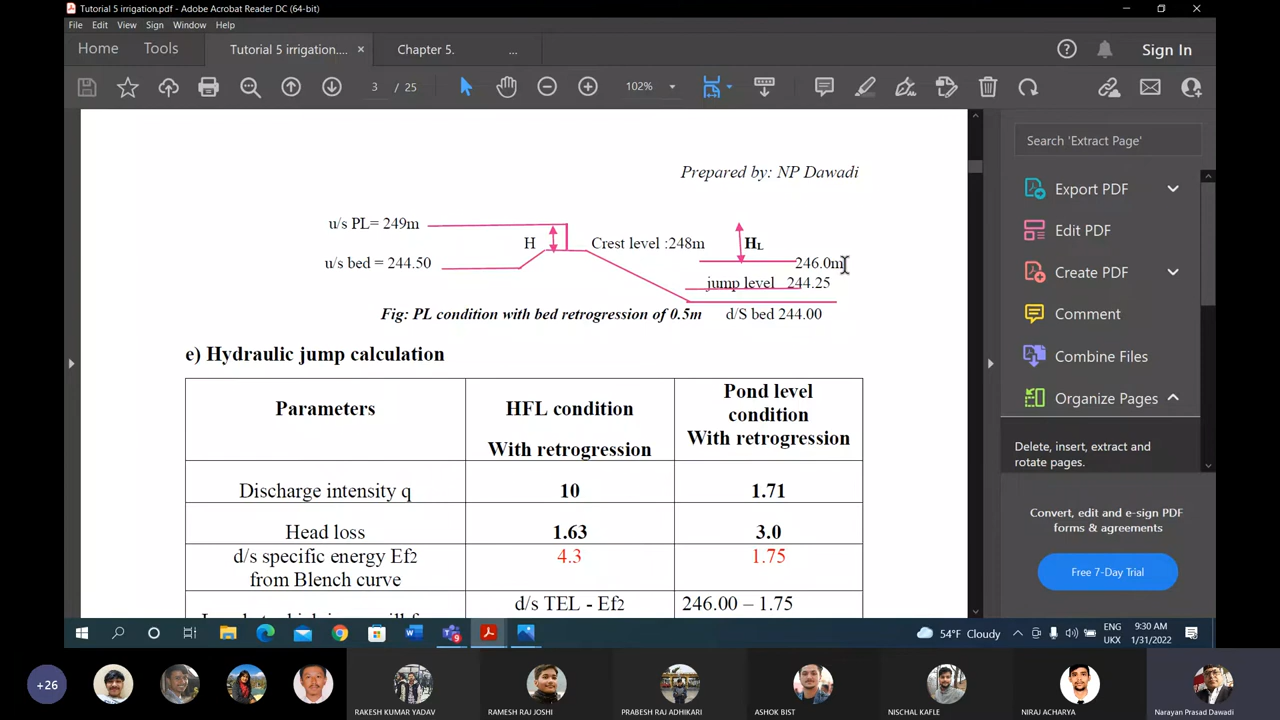 Tutorial 5 irrigation.pdf - Adobe Acrobat Reader DC (64-bit)
File Edit View Sign Window Help
Home Tools Tutorial 5 irrigation.... × Chapter 5. ... Sign In
3 / 25 102%
Prepared by: NP Dawadi
u/s PL= 249m
H Crest level :248m HL
u/s bed = 244.50 246.0m
jump level 244.25
Fig: PL condition with bed retrogression of 0.5m d/S bed 244.00
e) Hydraulic jump calculation
Parameters HFL condition With retrogression Pond level condition With retrogression
Discharge intensity q 10 1.71
Head loss 1.63 3.0
d/s specific energy Ef2 from Blench curve 4.3 1.75
d/s TEL - Ef2 246.00 – 1.75
Search 'Extract Page'
Export PDF
Edit PDF
Create PDF
Comment
Combine Files
Organize Pages
Delete, insert, extract and
rotate pages.
Convert, edit and e-sign PDF
forms & agreements
Free 7-Day Trial
54°F Cloudy
ENG
UKX
9:30 AM
1/31/2022
+26
RAKESH KUMAR YADAV
RAMESH RAJ JOSHI
PRABESH RAJ ADHIKARI
ASHOK BIST
NISCHAL KAFLE
NIRAJ ACHARYA
Narayan Prasad Dawadi